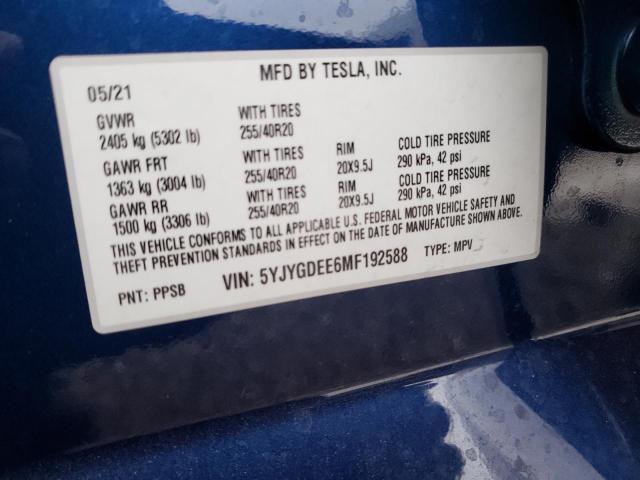 MFD BY TESLA, INC.
05/21
GVWR WITH TIRES
2405 kg (5302 lb) 255/40R20
GAWR FRT WITH TIRES RIM COLD TIRE PRESSURE
1363 kg (3004 lb) 255/40R20 20X9.5J 290 kPa, 42 psi
GAWR RR WITH TIRES RIM COLD TIRE PRESSURE
1500 kg (3306 lb) 255/40R20 20X9.5J 290 kPa, 42 psi
THIS VEHICLE CONFORMS TO ALL APPLICABLE U.S. FEDERAL MOTOR VEHICLE SAFETY AND
THEFT PREVENTION STANDARDS IN EFFECT ON THE DATE OF MANUFACTURE SHOWN ABOVE.
PNT: PPSB VIN: 5YJYGDEE6MF192588 TYPE: MPV